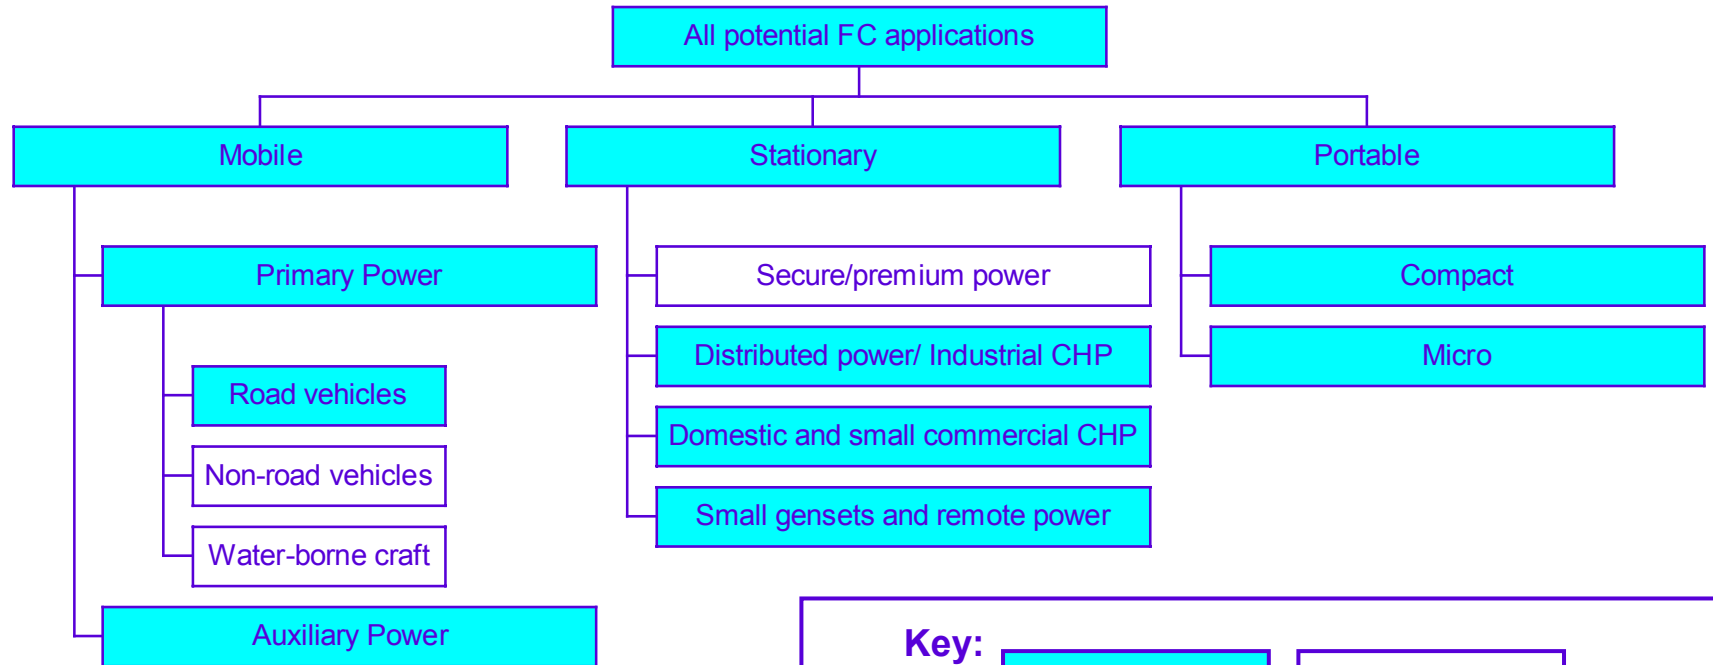 All potential FC applications
Mobile
Stationary
Portable
Primary Power
Secure/premium power
Compact
Distributed power/ Industrial CHP
Micro
Road vehicles
Domestic and small commercial CHP
Non-road vehicles
Small gensets and remote power
Water-borne craft
Auxiliary Power
Key: